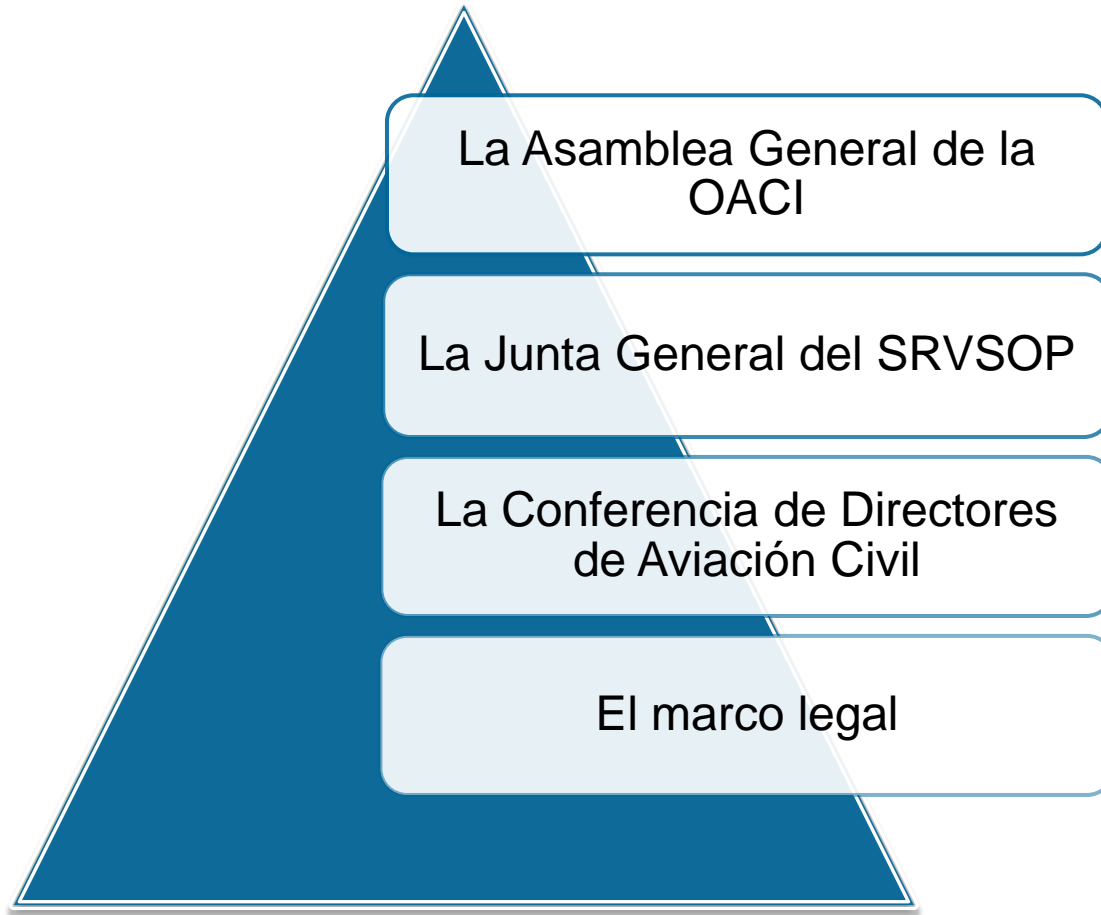 La Asamblea General de la
OACI
La Junta General del SRVSOP
La Conferencia de Directores
de Aviación Civil
El marco legal